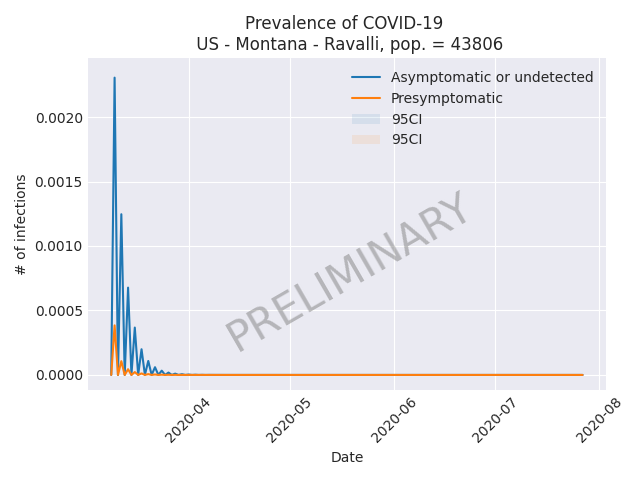 Prevalence of COVID-19
US - Montana - Ravalli, pop. = 43806
Asymptomatic or undetected
Presymptomatic
95CI
95CI
0.0020
0.0015
0.0010
0.0005
0.0000
# of infections
PRELIMINARY
2020-04
2020-05
2020-06
2020-07
2020-08
Date